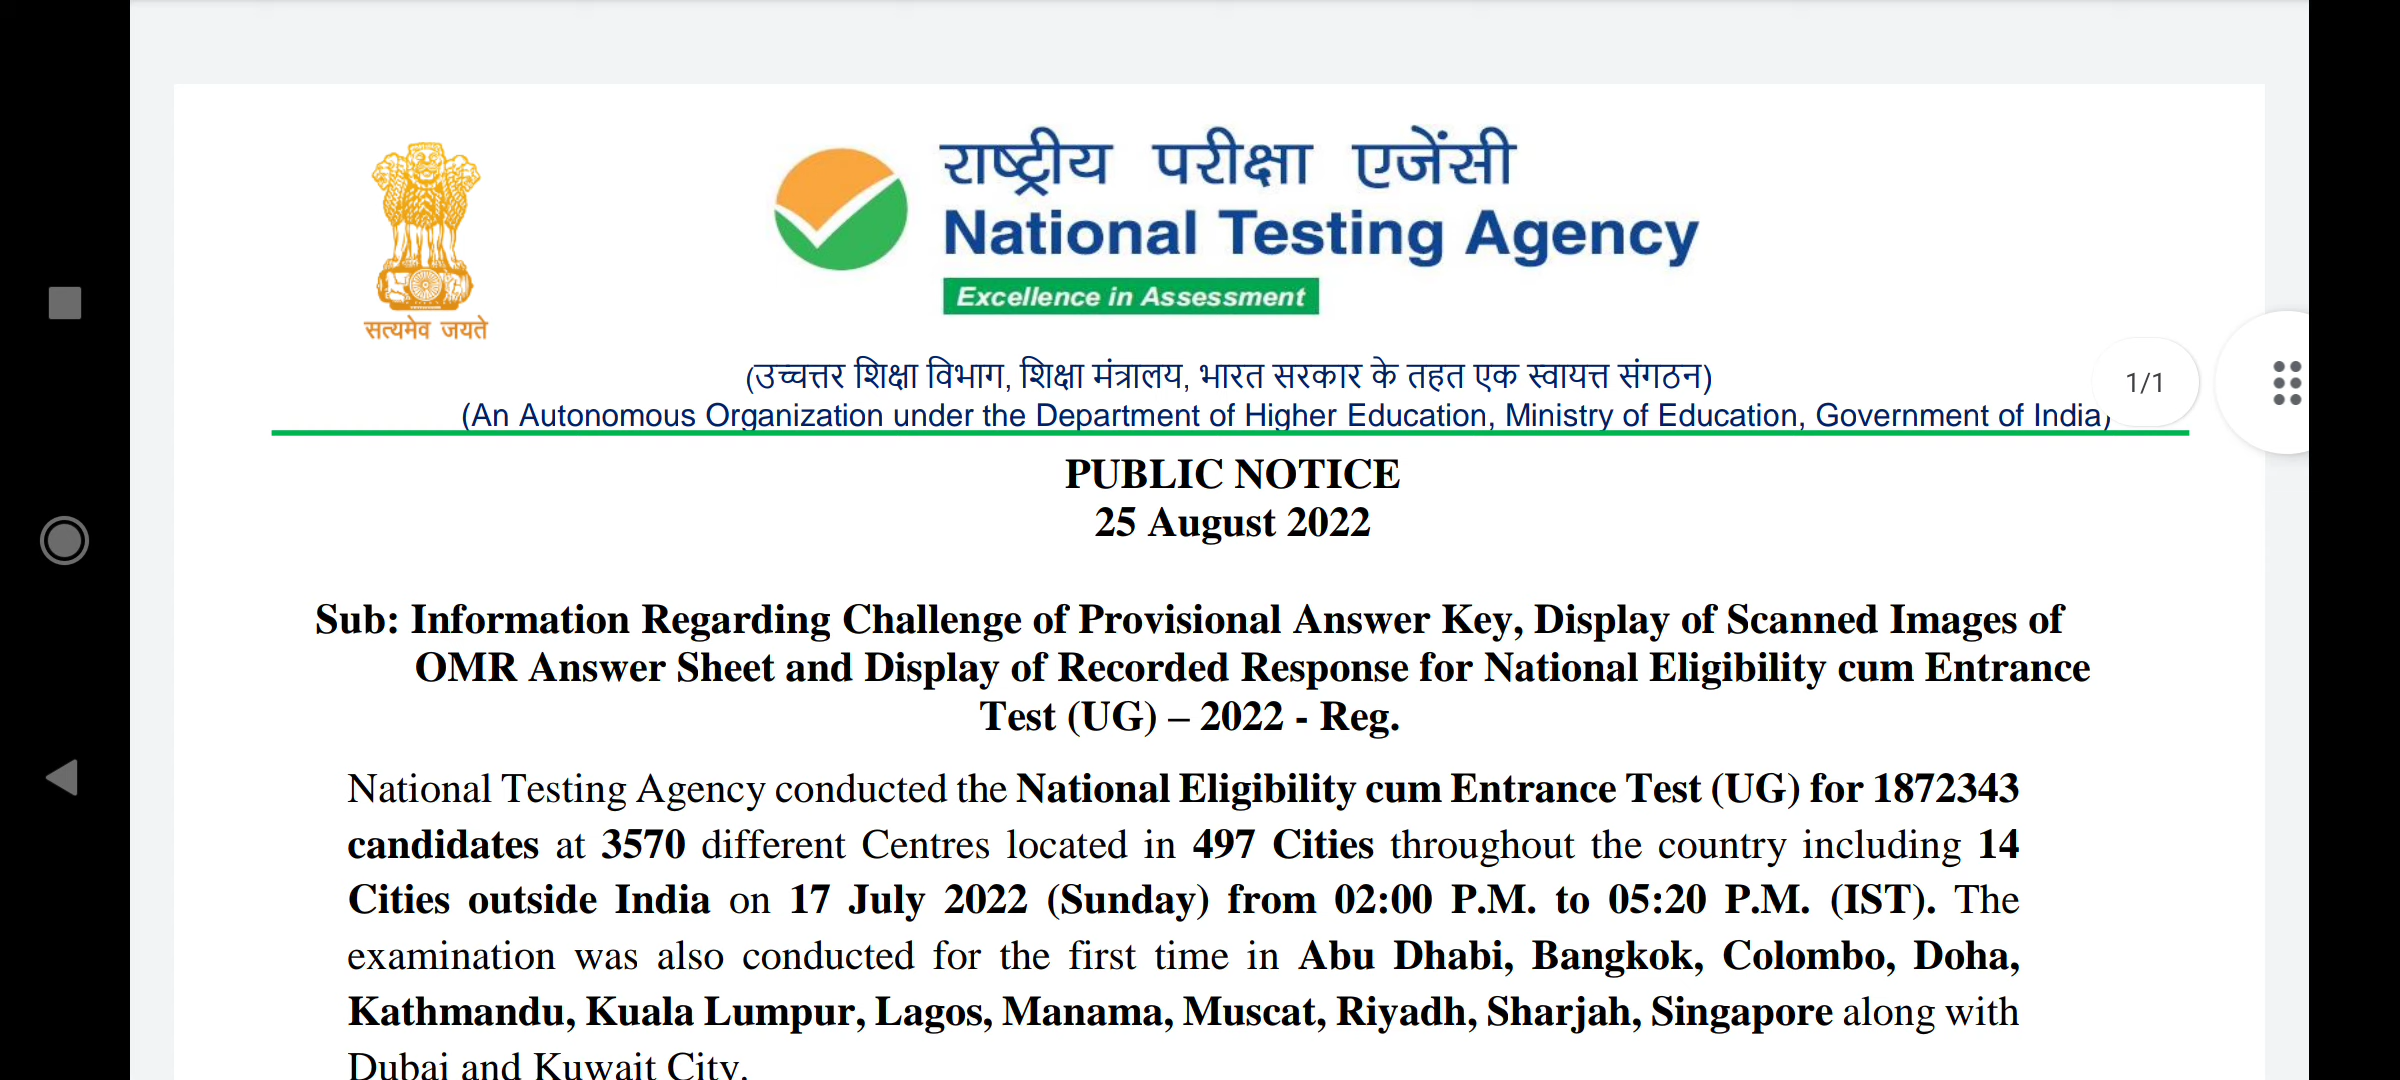 राष्ट्रीय परीक्षा एजेंसी
National Testing Agency
Excellence in Assessment
सत्यमेव जयते
(उच्चत्तर शिक्षा विभाग, शिक्षा मंत्रालय, भारत सरकार के तहत एक स्वायत्त संगठन)
(An Autonomous Organization under the Department of Higher Education, Ministry of Education, Government of India)
1/1
PUBLIC NOTICE
25 August 2022
Sub: Information Regarding Challenge of Provisional Answer Key, Display of Scanned Images of
OMR Answer Sheet and Display of Recorded Response for National Eligibility cum Entrance
Test (UG) – 2022 - Reg.
National Testing Agency conducted the National Eligibility cum Entrance Test (UG) for 1872343
candidates at 3570 different Centres located in 497 Cities throughout the country including 14
Cities outside India on 17 July 2022 (Sunday) from 02:00 P.M. to 05:20 P.M. (IST). The
examination was also conducted for the first time in Abu Dhabi, Bangkok, Colombo, Doha,
Kathmandu, Kuala Lumpur, Lagos, Manama, Muscat, Riyadh, Sharjah, Singapore along with
Dubai and Kuwait City.